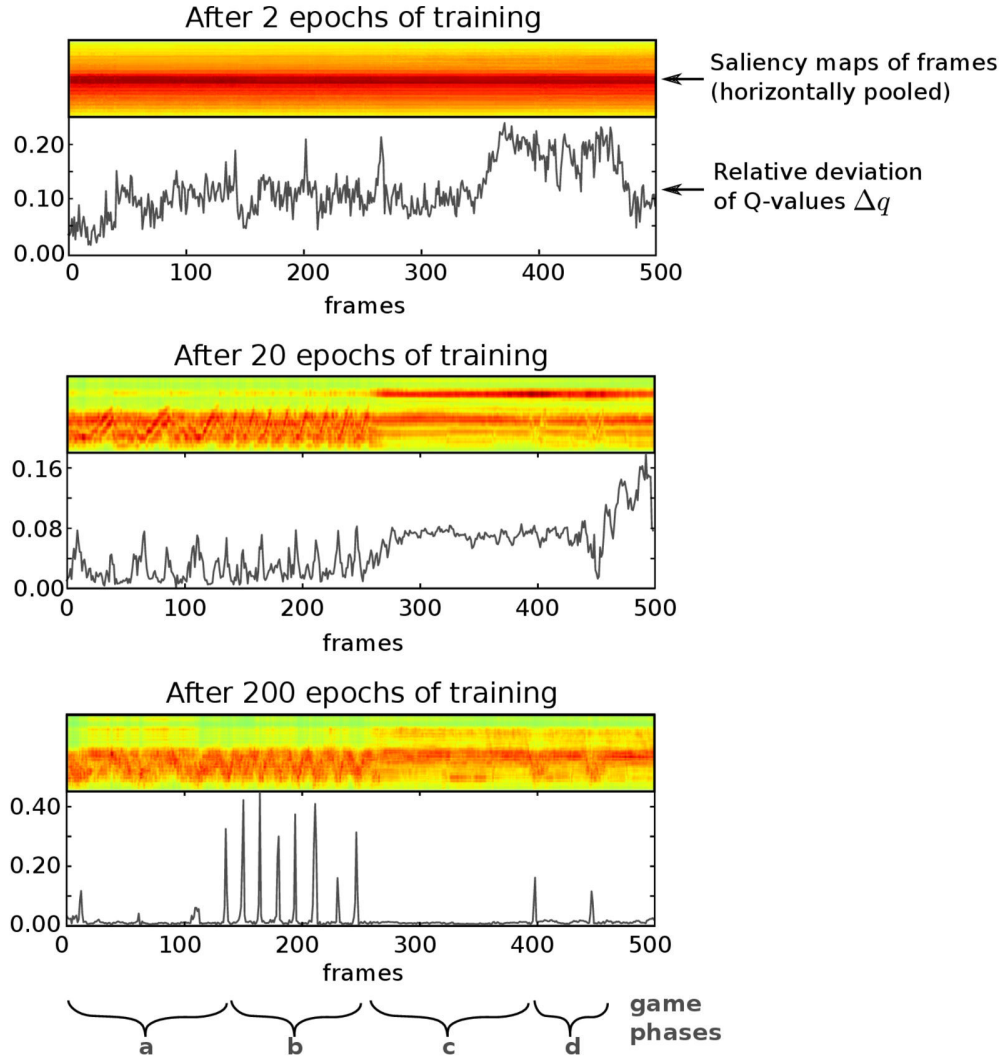 After 2 epochs of training
Saliency maps of frames
(horizontally pooled)
0.20
0.10
0.00
Relative deviation
of Q-values Δq
0 100 200 300 400 500
frames
After 20 epochs of training
0.16
0.08
0.00
0 100 200 300 400 500
frames
After 200 epochs of training
0.40
0.20
0.00
0 100 200 300 400 500
frames
a b c d
game
phases